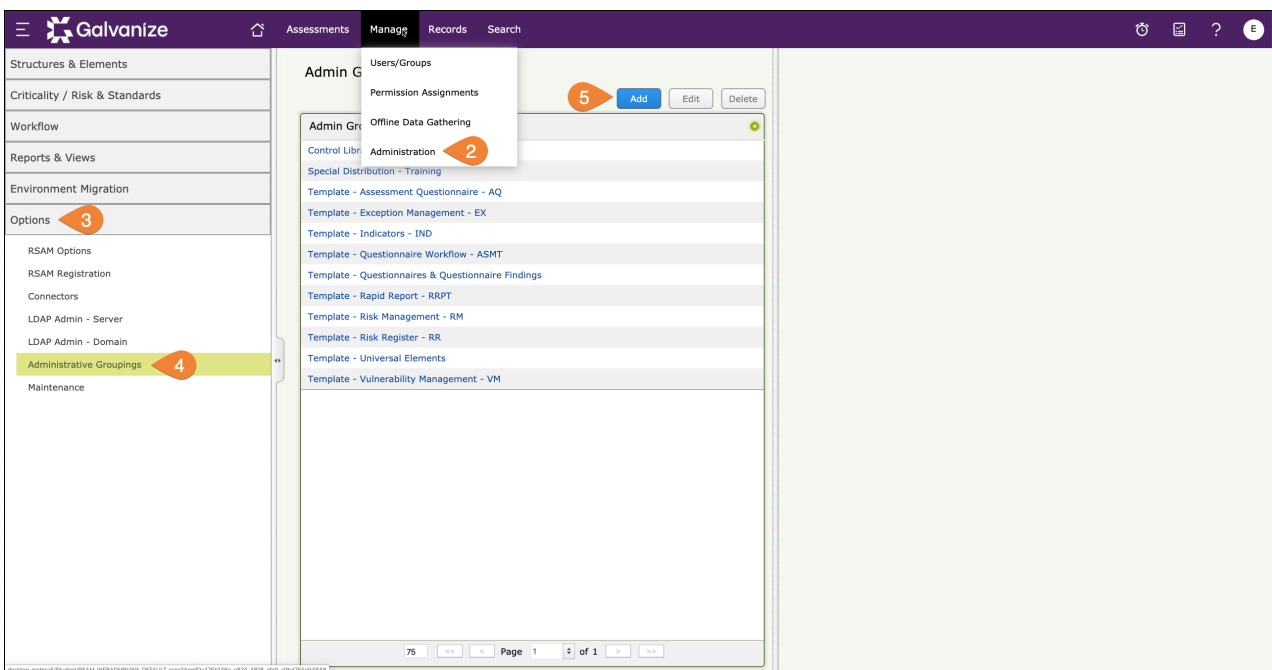 Galvanize
Assessments
Manage
Records
Search
?
E
Structures & Elements
Criticality / Risk & Standards
Workflow
Reports & Views
Environment Migration
Options
3
RSAM Options
RSAM Registration
Connectors
LDAP Admin - Server
LDAP Admin - Domain
Administrative Groupings
4
Maintenance
Users/Groups
Permission Assignments
Offline Data Gathering
Administration
2
Admin G
5
Add
Edit
Delete
Admin Gr
Control Libr
Special Distribution - Training
Template - Assessment Questionnaire - AQ
Template - Exception Management - EX
Template - Indicators - IND
Template - Questionnaire Workflow - ASMT
Template - Questionnaires & Questionnaire Findings
Template - Rapid Report - RRPT
Template - Risk Management - RM
Template - Risk Register - RR
Template - Universal Elements
Template - Vulnerability Management - VM
75 << < Page 1 of 1 > >>